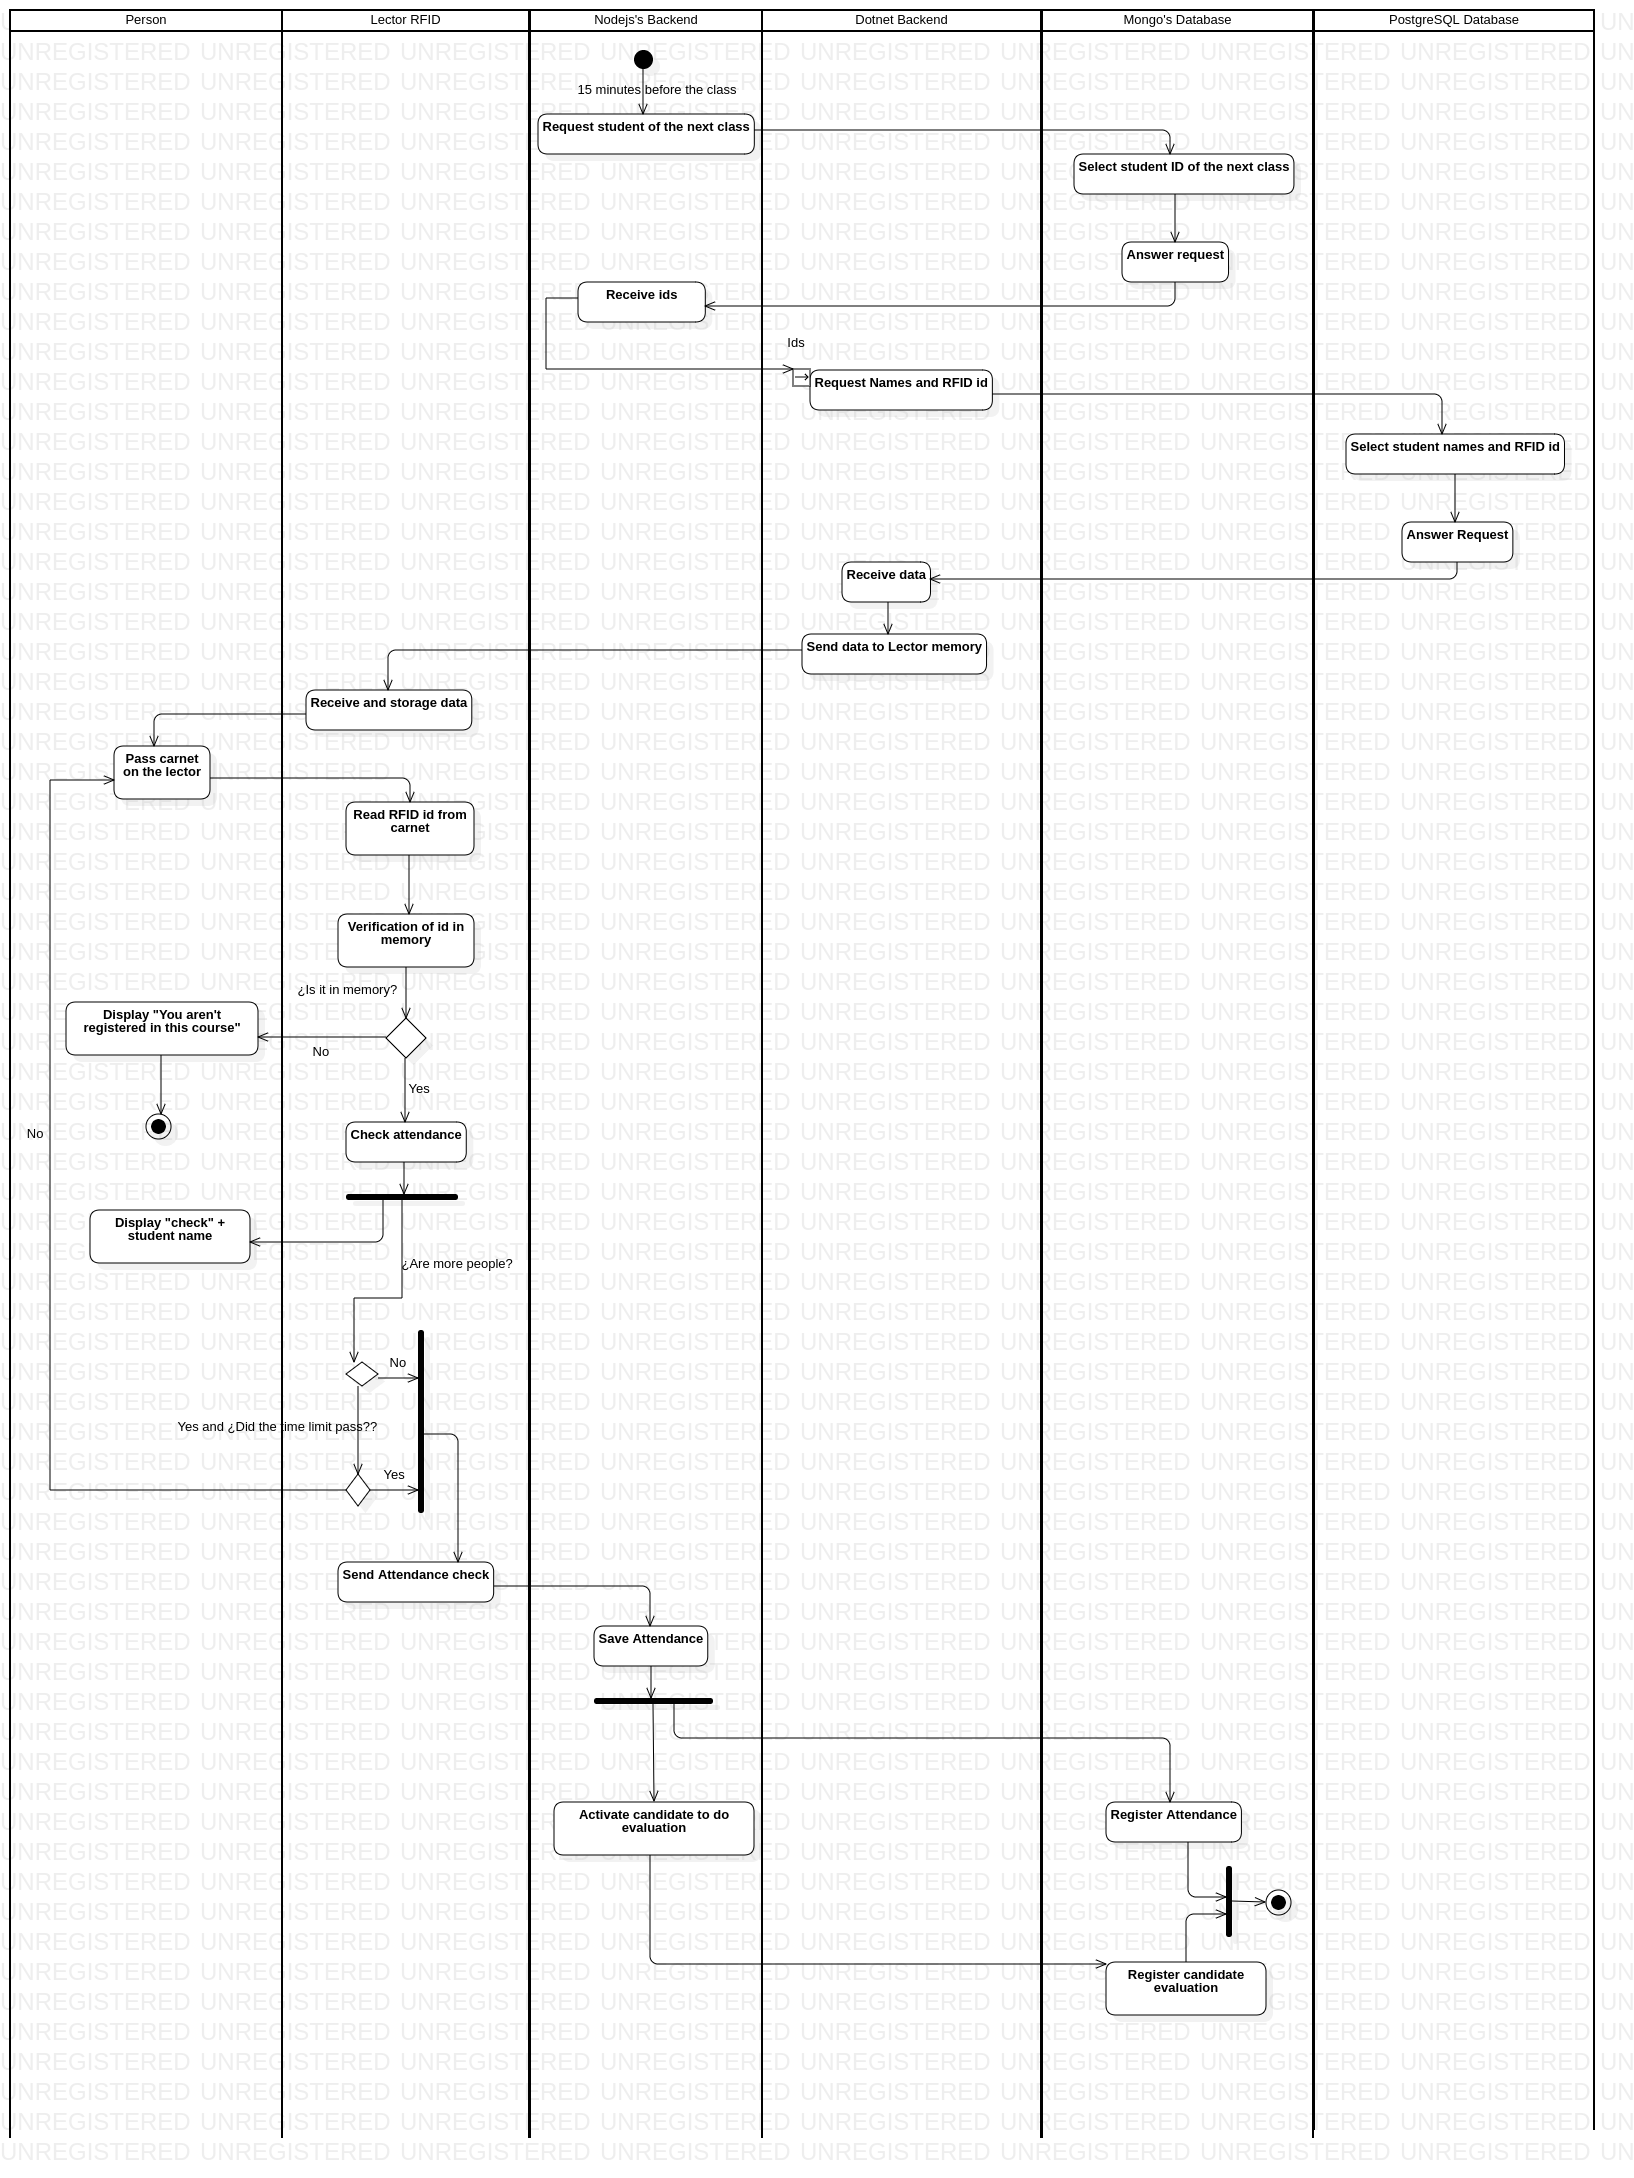 Person
Lector RFID
Nodejs's Backend
Dotnet Backend
Mongo's Database
PostgreSQL Database
15 minutes before the class
Request student of the next class
Select student ID of the next class
Answer request
Receive ids
Ids
Request Names and RFID id
Select student names and RFID id
Answer Request
Receive data
Send data to Lector memory
Receive and storage data
Pass carnet
on the lector
Read RFID id from
carnet
Verification of id in
memory
¿Is it in memory?
Display "You aren't
registered in this course"
No
Yes
Check attendance
No
Display "check" +
student name
¿Are more people?
No
Yes and ¿Did the time limit pass??
Yes
Send Attendance check
Save Attendance
Activate candidate to do
evaluation
Register Attendance
Register candidate
evaluation
UNREGISTERED